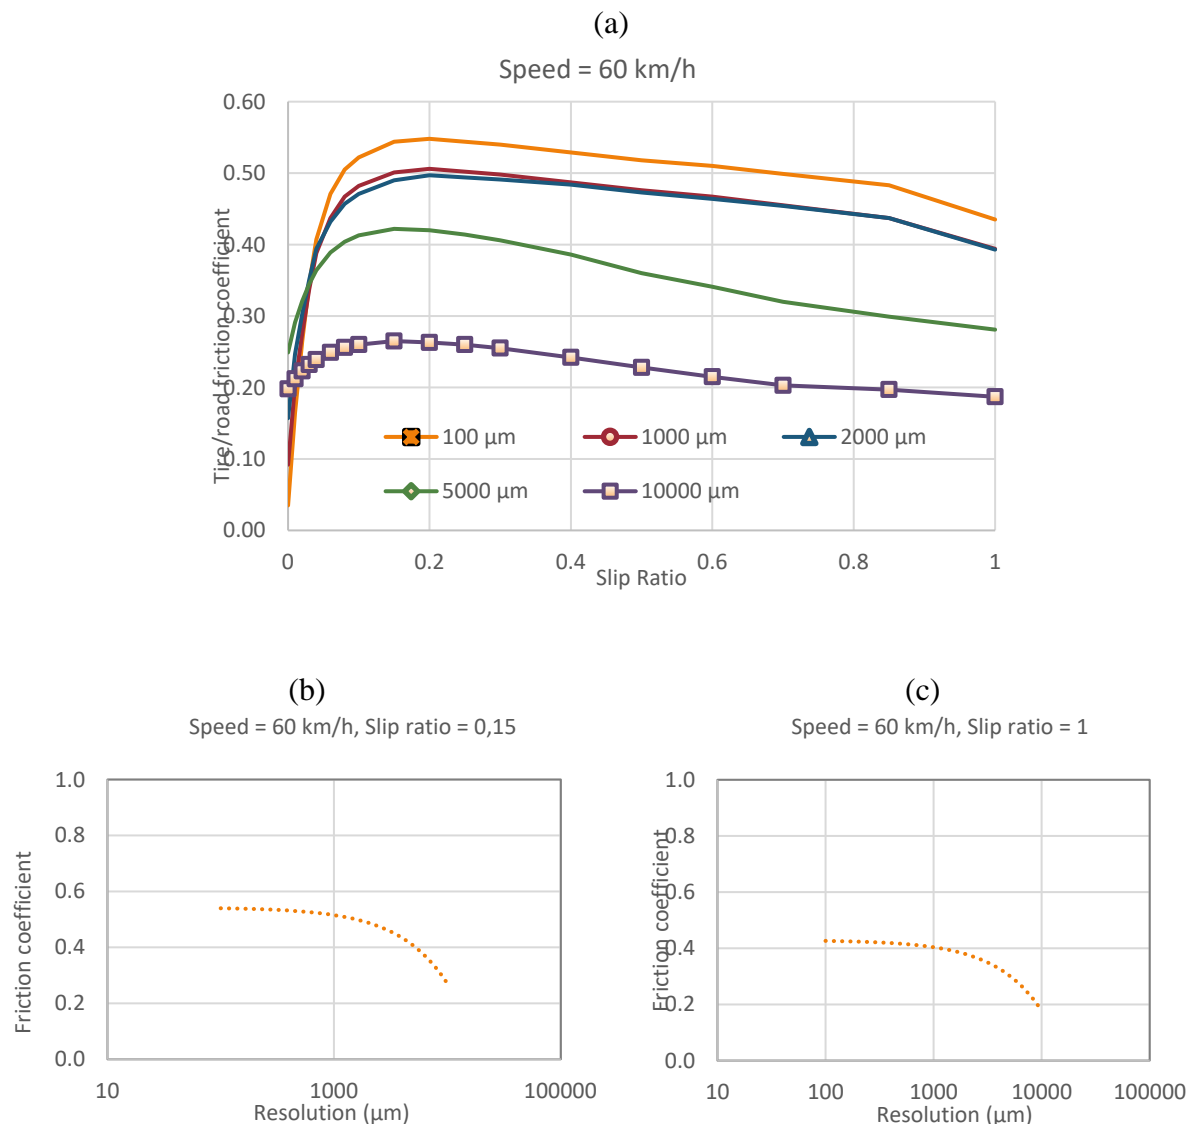 (a)
Speed = 60 km/h
Tire/road friction coefficient
0.60
0.50
0.40
0.30
0.20
0.10
0.00
100 µm
1000 µm
2000 µm
5000 µm
10000 µm
0 0.2 0.4 0.6 0.8 1
Slip Ratio
(b)
Speed = 60 km/h, Slip ratio = 0,15
Friction coefficient
1.0
0.8
0.6
0.4
0.2
0.0
10 1000 100000
Resolution (µm)
(c)
Speed = 60 km/h, Slip ratio = 1
Friction coefficient
1.0
0.8
0.6
0.4
0.2
0.0
10 100 1000 10000 100000
Resolution (µm)